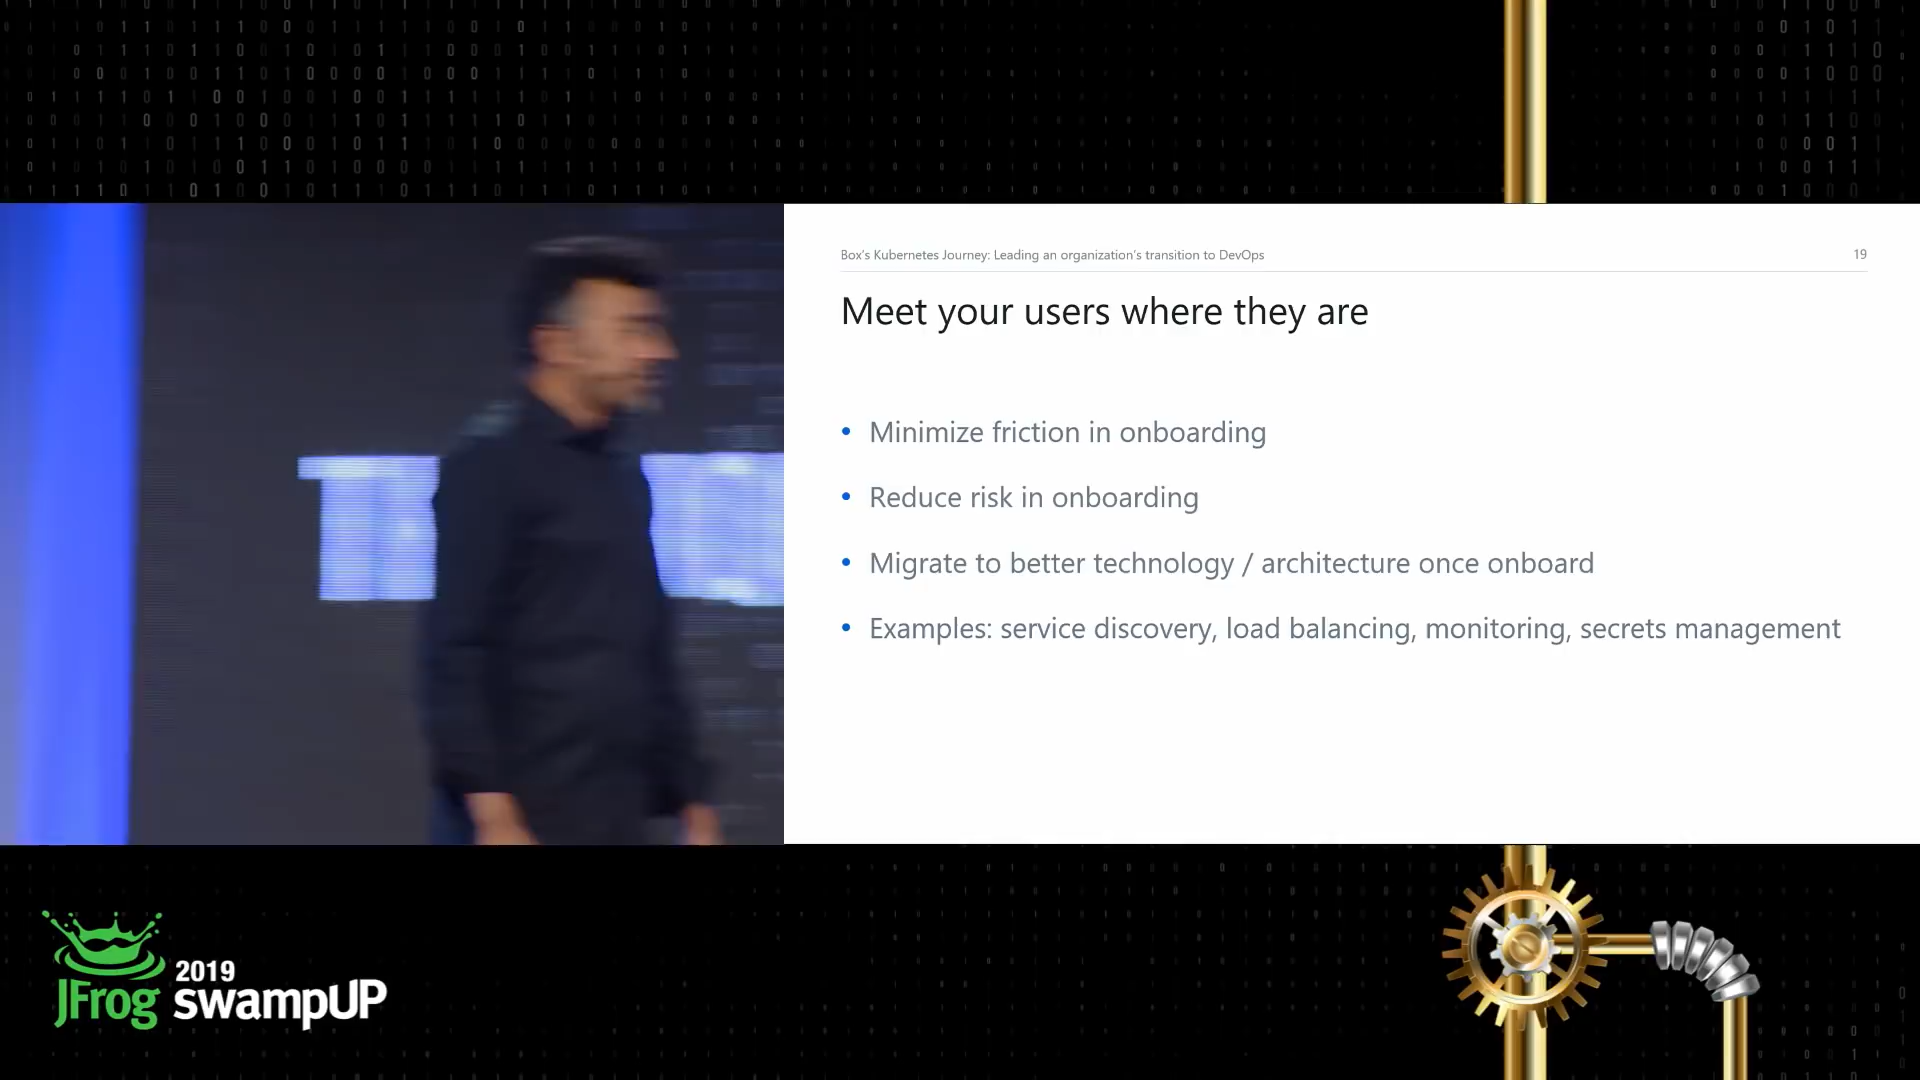 Box's Kubernetes Journey: Leading an organization's transition to DevOps
19
Meet your users where they are
• Minimize friction in onboarding
• Reduce risk in onboarding
• Migrate to better technology / architecture once onboard
• Examples: service discovery, load balancing, monitoring, secrets management
JFrog
2019
swampUP